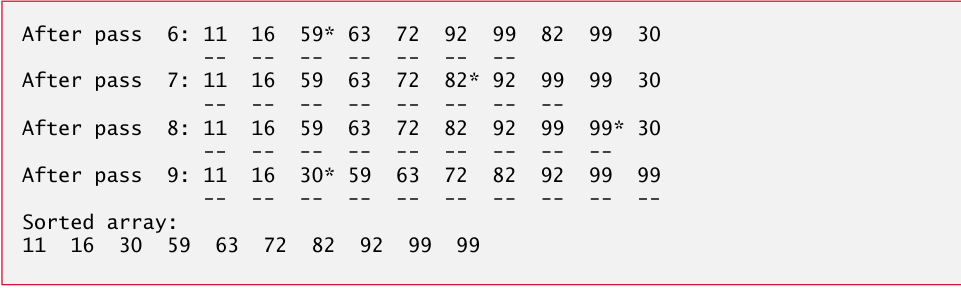 After pass  6: 11  16  59* 63  72  92  99  82  99  30
               --  --  --  --  --  --  --
After pass  7: 11  16  59  63  72  82* 92  99  99  30
               --  --  --  --  --  --  --  --
After pass  8: 11  16  59  63  72  82  92  99  99* 30
               --  --  --  --  --  --  --  --  --
After pass  9: 11  16  30* 59  63  72  82  92  99  99
               --  --  --  --  --  --  --  --  --  --
Sorted array:
11  16  30  59  63  72  82  92  99  99